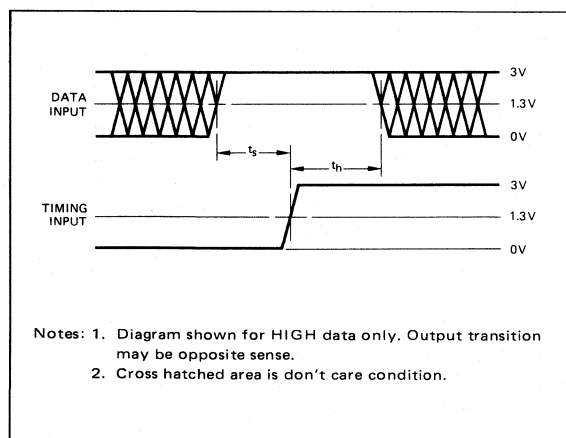 3V
DATA
INPUT
1.3V
0V
ts
th
3V
TIMING
INPUT
1.3V
0V
Notes: 1. Diagram shown for HIGH data only. Output transition
may be opposite sense.
2. Cross hatched area is don't care condition.